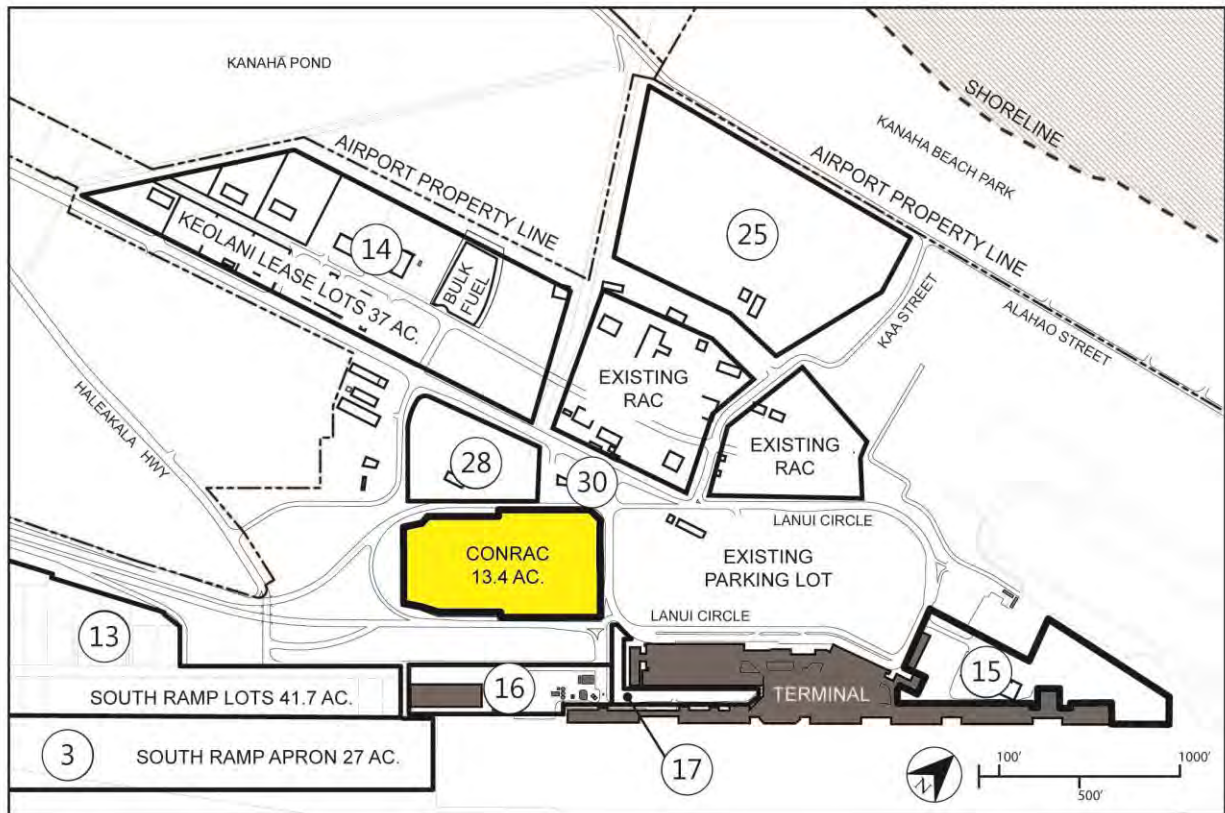 KANAHĀ POND
SHORELINE
KANAHA BEACH PARK
AIRPORT PROPERTY LINE
AIRPORT PROPERTY LINE
25
14
KEOLANI LEASE LOTS 37 AC.
BULK
FUEL
KAA STREET
ALAHAO STREET
EXISTING
RAC
HALEAKALA HWY
EXISTING
RAC
28
30
LANUI CIRCLE
CONRAC
13.4 AC.
EXISTING
PARKING LOT
LANUI CIRCLE
13
16
15
SOUTH RAMP LOTS 41.7 AC.
TERMINAL
3
SOUTH RAMP APRON 27 AC.
17
N
100'
1000'
500'